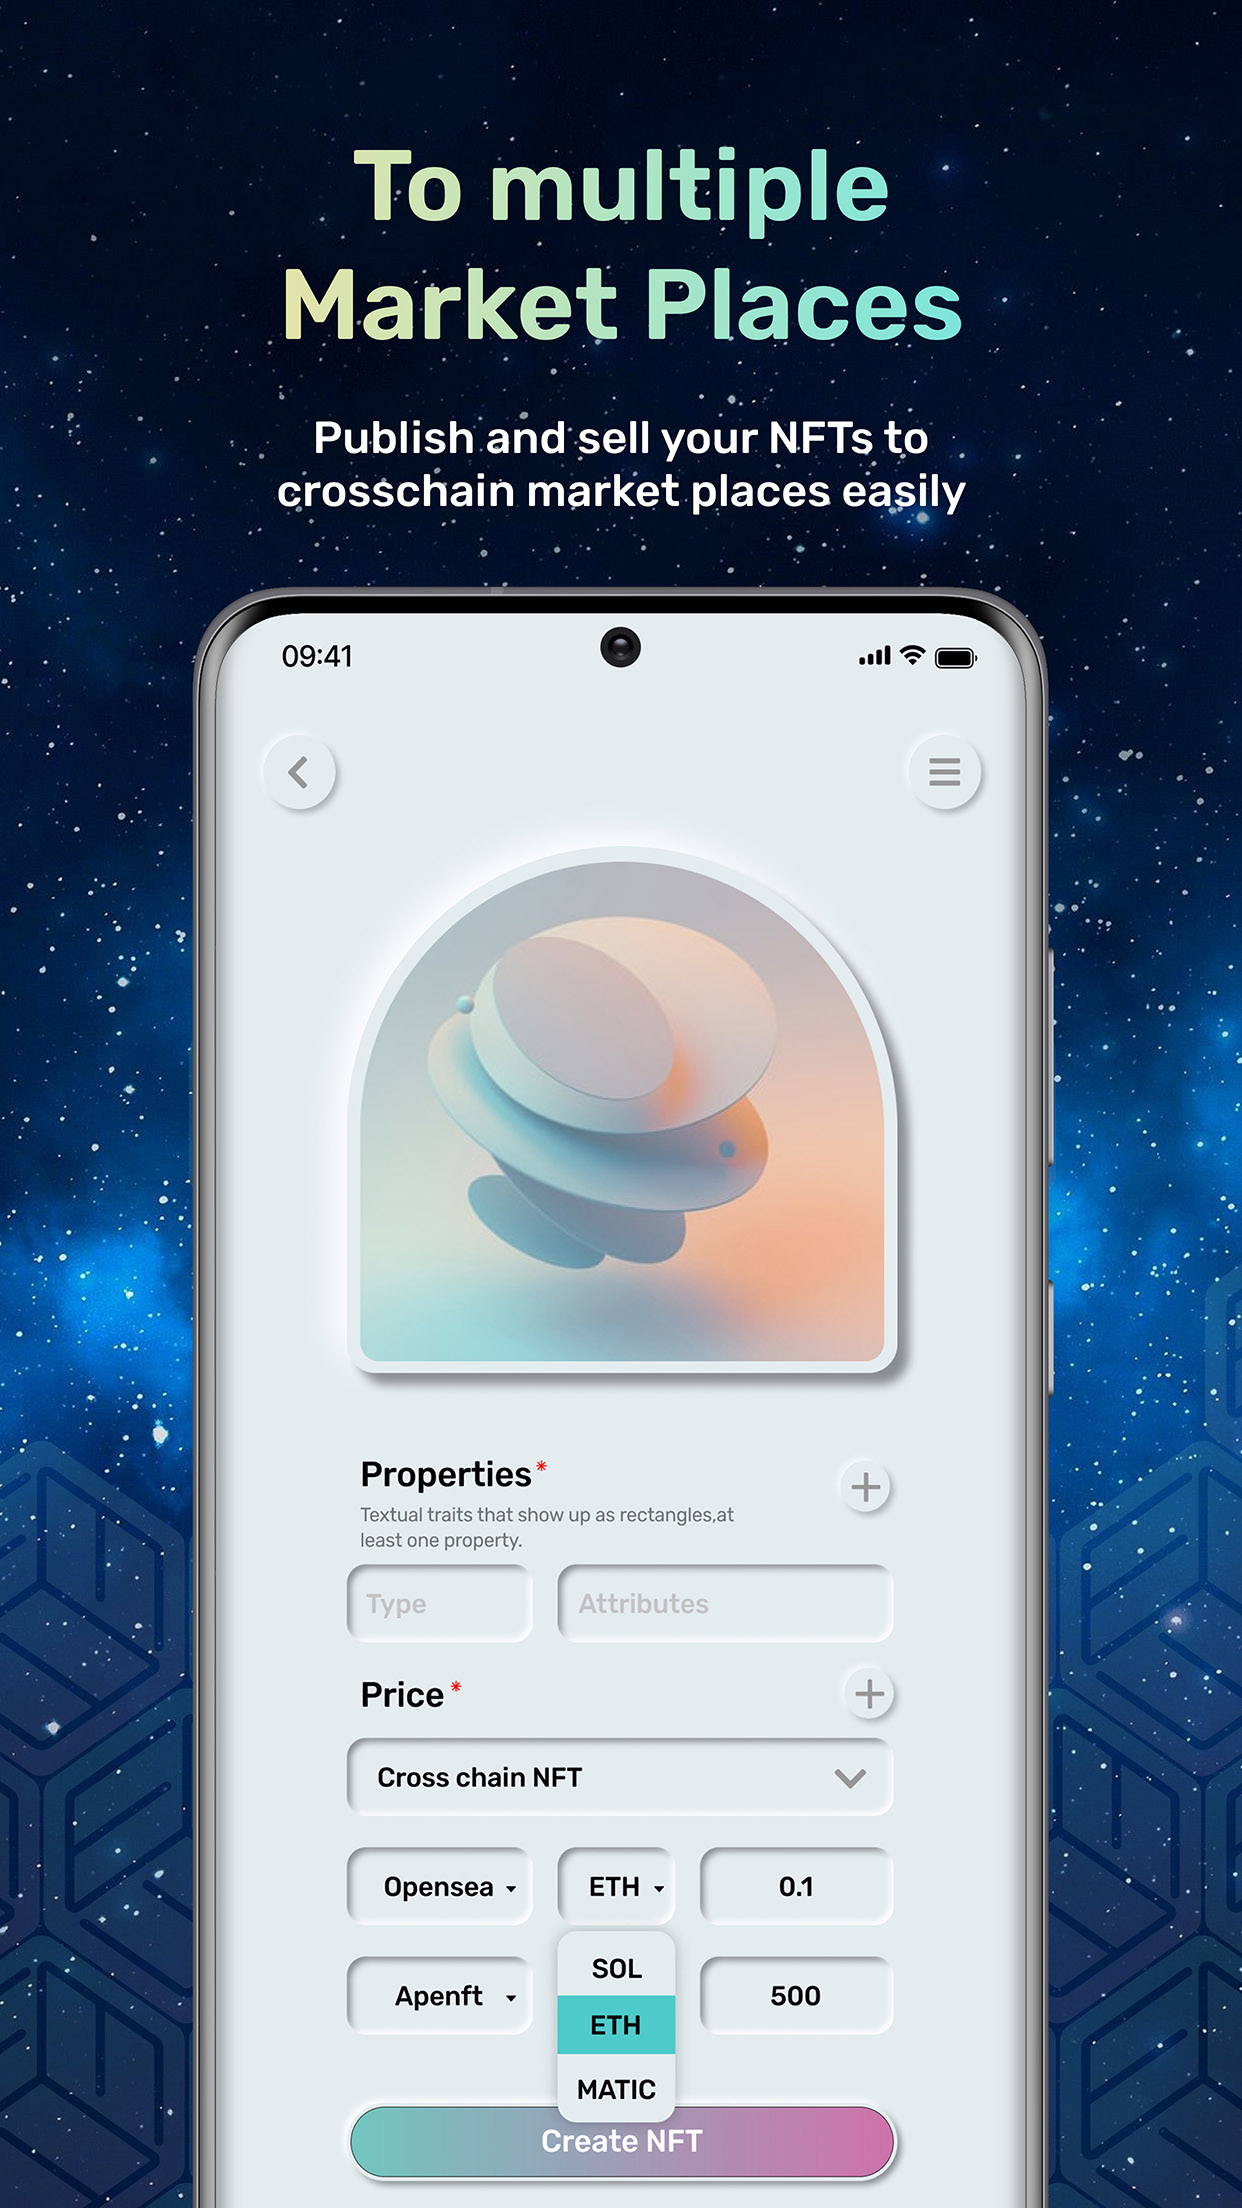 To multiple
Market Places
Publish and sell your NFTs to
crosschain market places easily
09:41
Properties*
Textual traits that show up as rectangles,at
least one property.
Type
Attributes
Price *
Cross chain NFT
Opensea
ETH
0.1
Apenft
500
SOL
ETH
MATIC
Create NFT